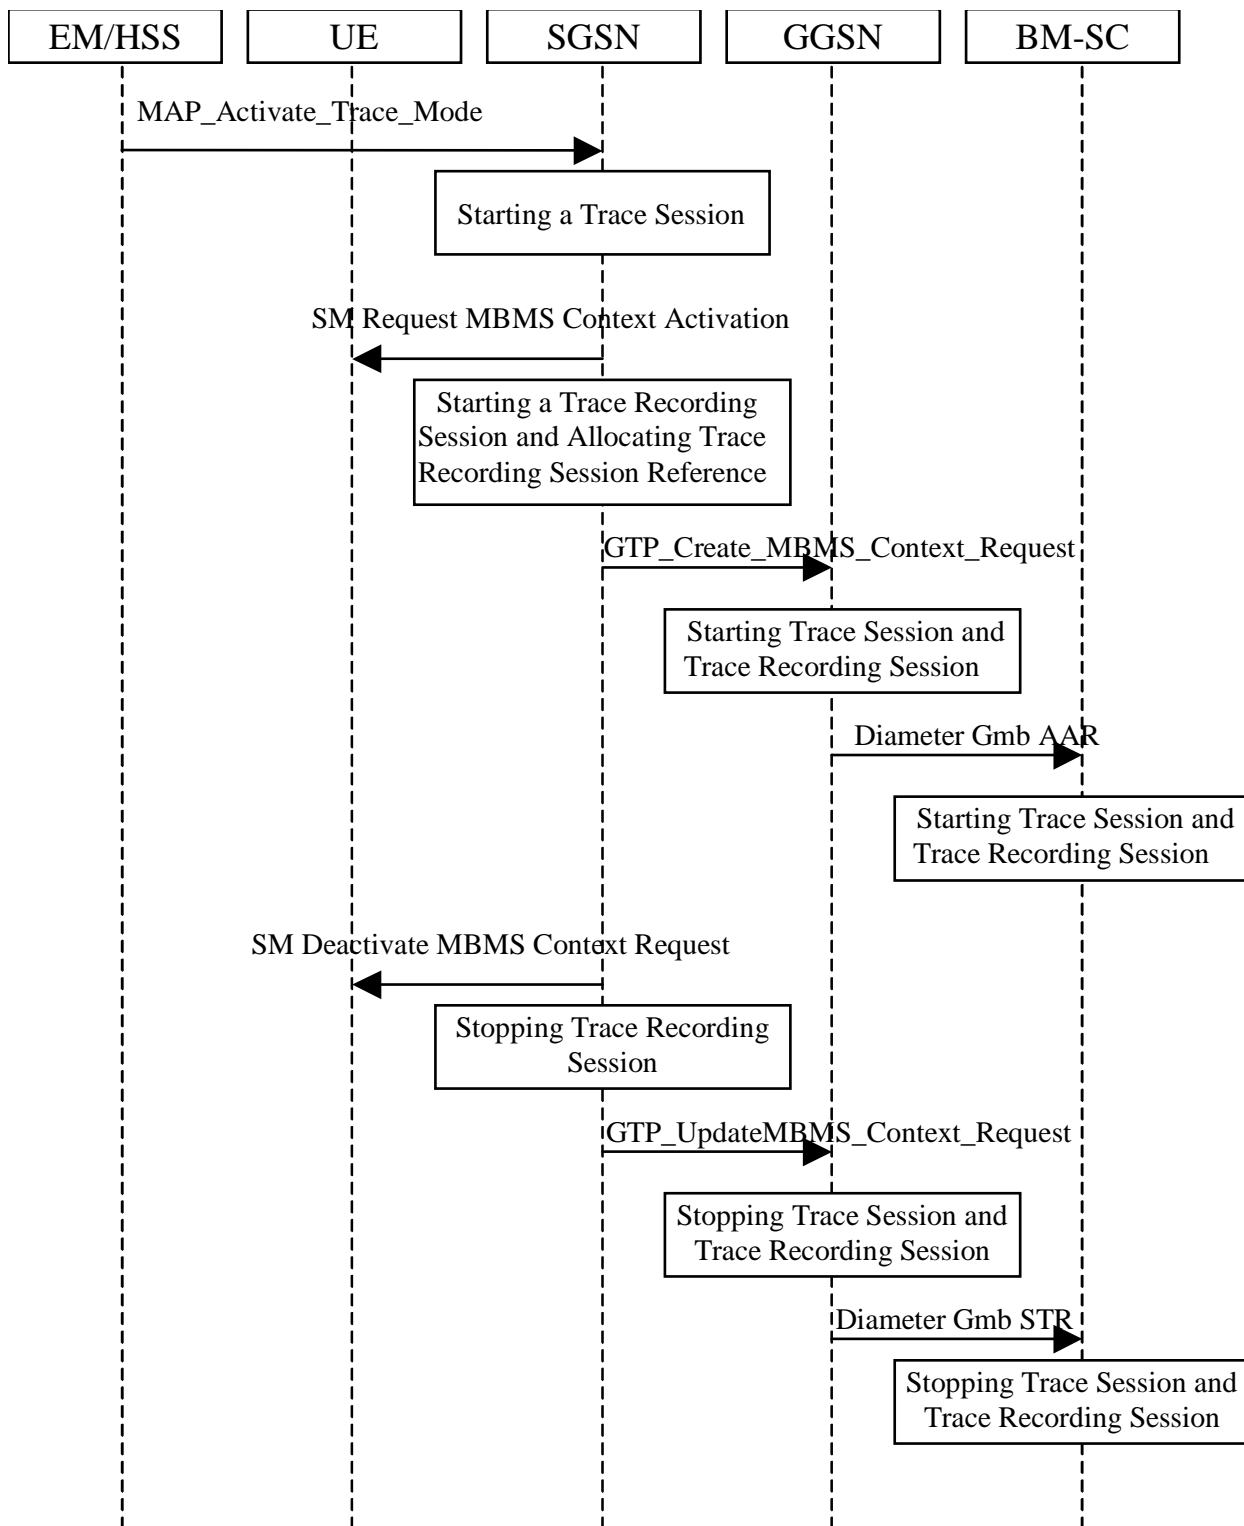 EM/HSS
UE
SGSN
GGSN
BM-SC
MAP_Activate_Trace_Mode
Starting a Trace Session
SM Request MBMS Context Activation
Starting a Trace Recording
Session and Allocating Trace
Recording Session Reference
GTP_Create_MBMS_Context_Request
Starting Trace Session and
Trace Recording Session
Diameter Gmb AAR
Starting Trace Session and
Trace Recording Session
SM Deactivate MBMS Context Request
Stopping Trace Recording
Session
GTP_UpdateMBMS_Context_Request
Stopping Trace Session and
Trace Recording Session
Diameter Gmb STR
Stopping Trace Session and
Trace Recording Session